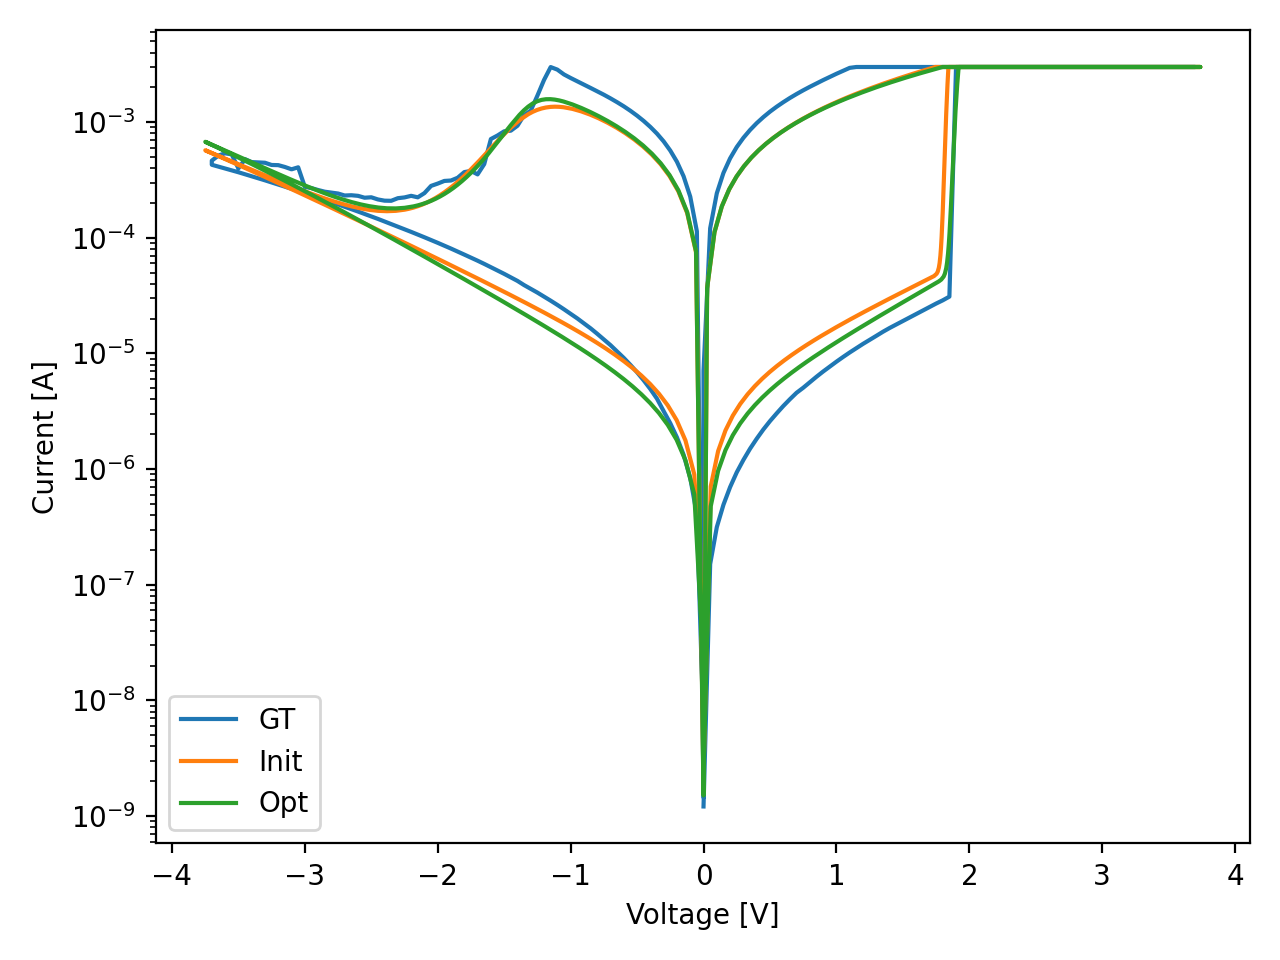 10⁻³
10⁻⁴
10⁻⁵
10⁻⁶
10⁻⁷
10⁻⁸
10⁻⁹
Current [A]
GT
Init
Opt
−4 −3 −2 −1 0 1 2 3 4
Voltage [V]